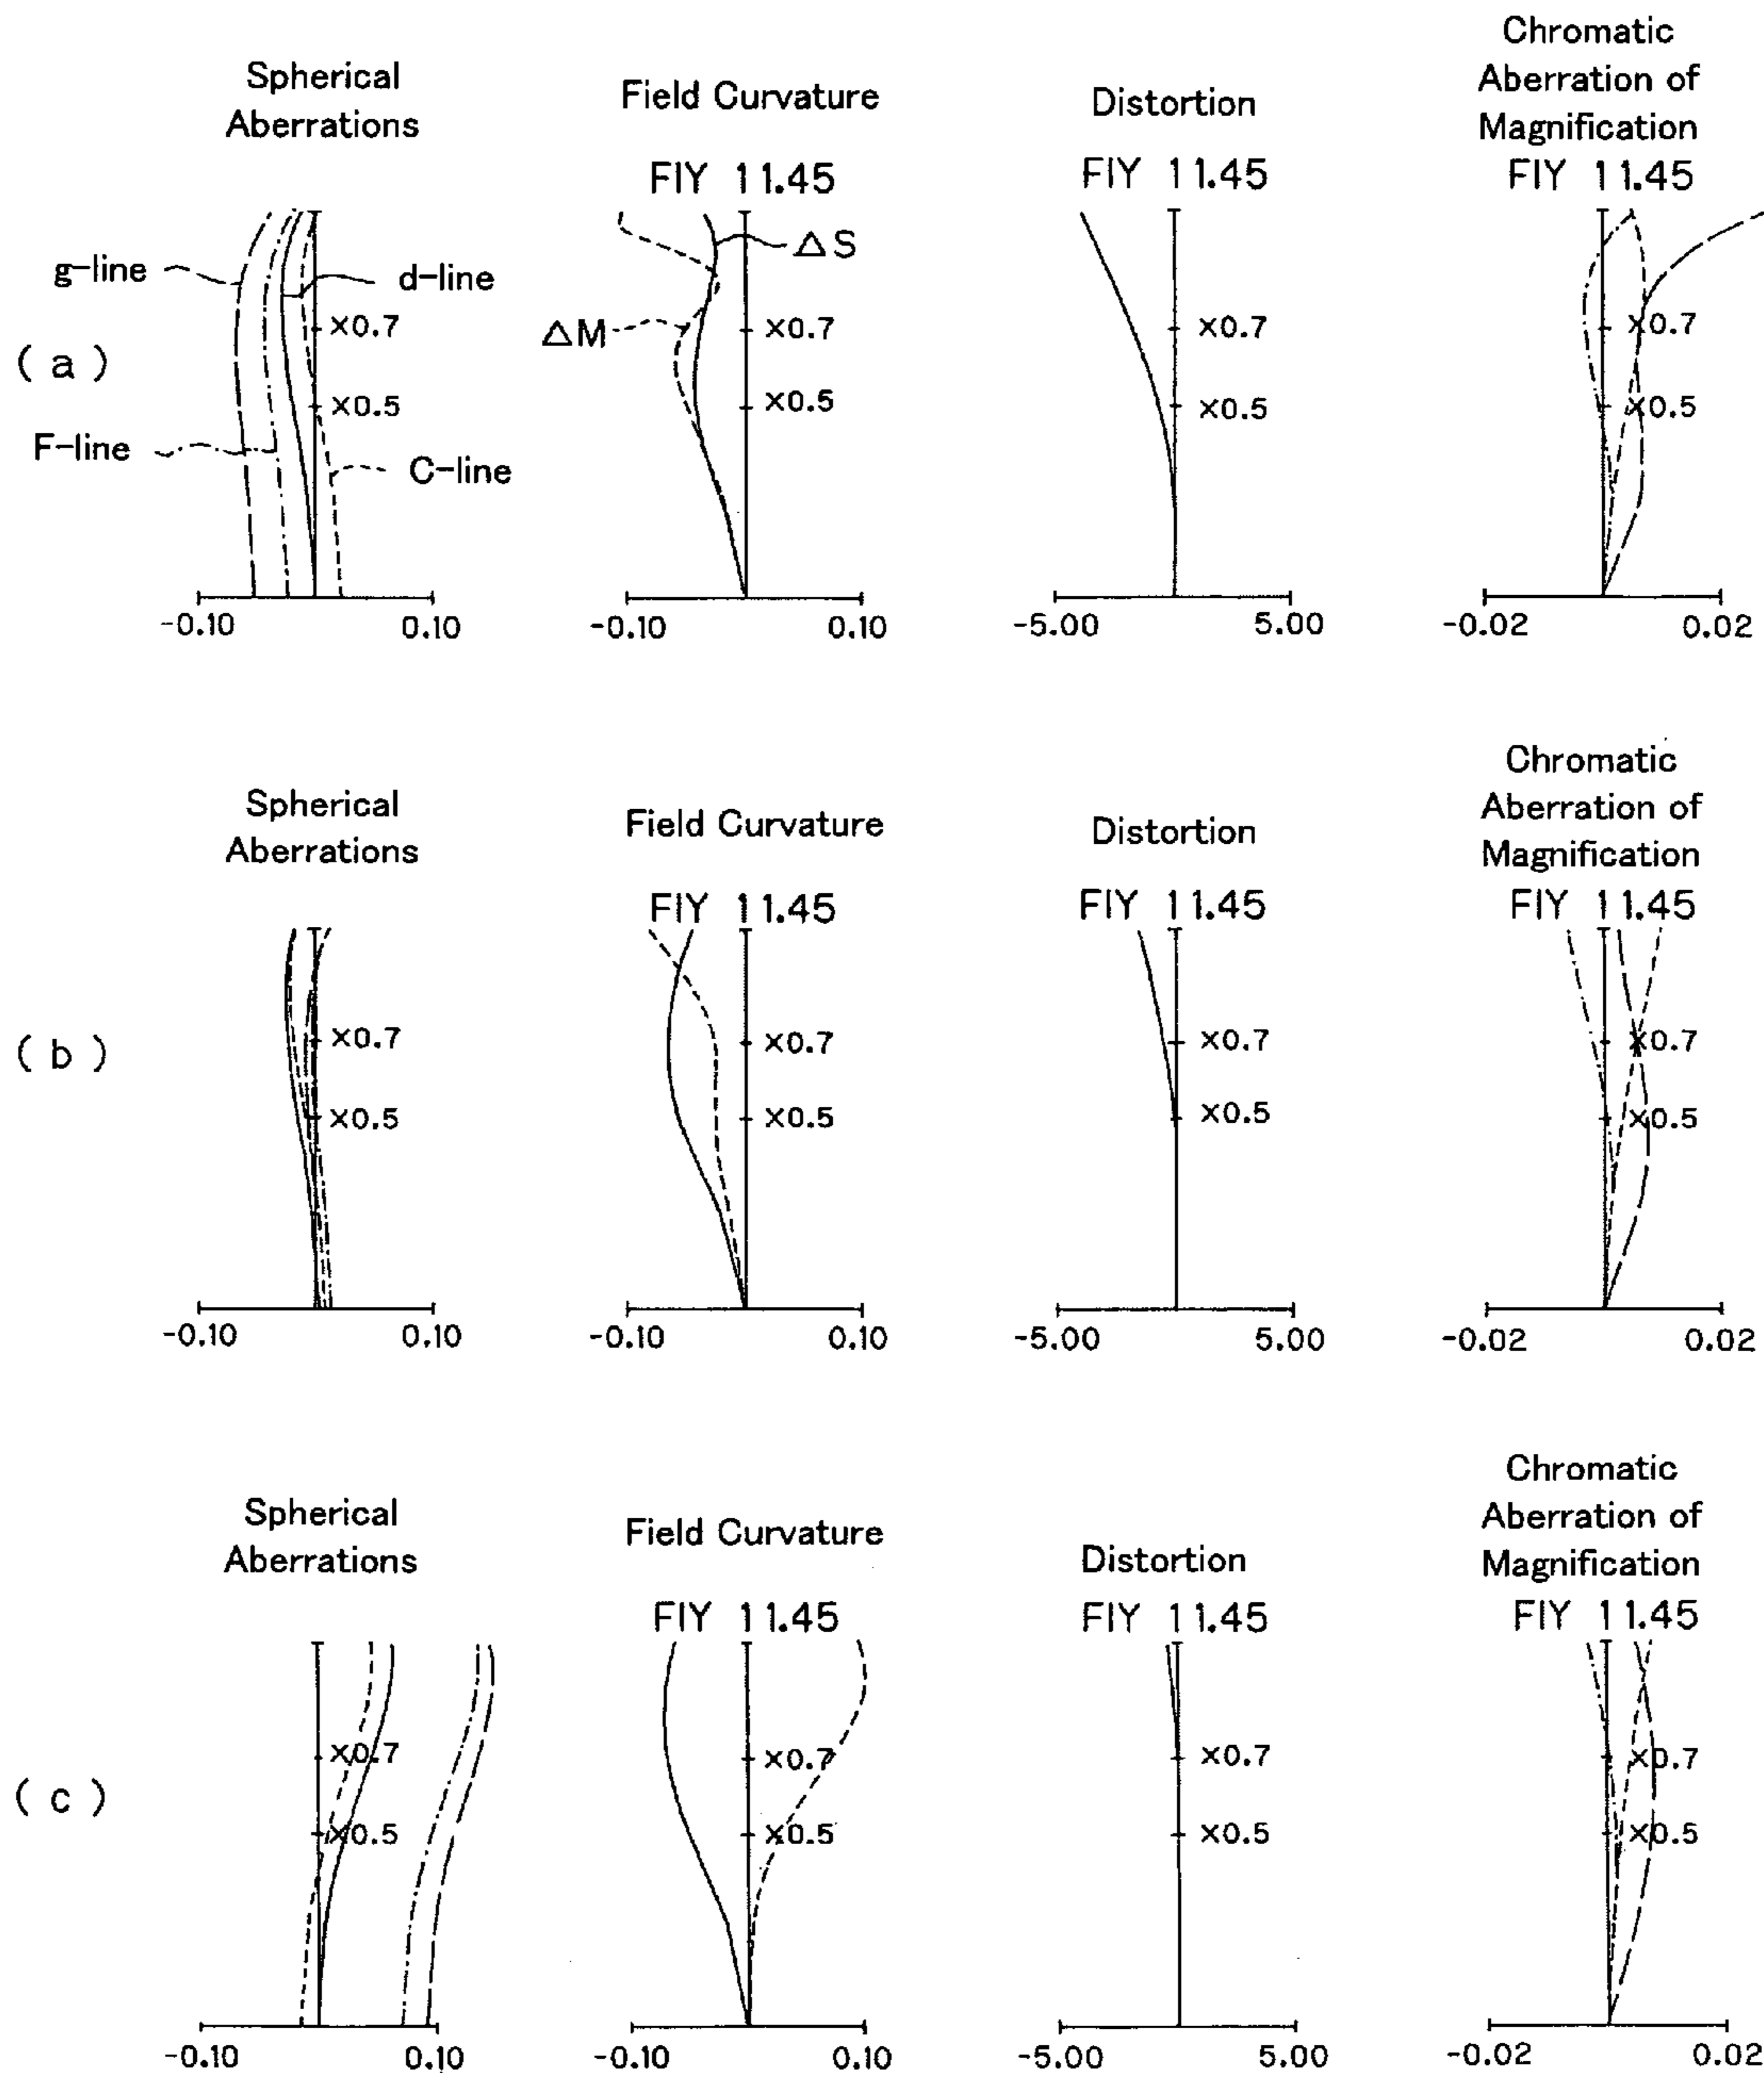 Spherical
Aberrations
Field Curvature
FIY 11.45
Distortion
FIY 11.45
Chromatic
Aberration of
Magnification
FIY 11.45
(a)
g-line
d-line
F-line
C-line
×0.7
×0.5
-0.10 0.10
ΔS
ΔM
×0.7
×0.5
-0.10 0.10
×0.7
×0.5
-5.00 5.00
×0.7
×0.5
-0.02 0.02
Spherical
Aberrations
Field Curvature
FIY 11.45
Distortion
FIY 11.45
Chromatic
Aberration of
Magnification
FIY 11.45
(b)
×0.7
×0.5
-0.10 0.10
×0.7
×0.5
-0.10 0.10
×0.7
×0.5
-5.00 5.00
×0.7
×0.5
-0.02 0.02
Spherical
Aberrations
Field Curvature
FIY 11.45
Distortion
FIY 11.45
Chromatic
Aberration of
Magnification
FIY 11.45
(c)
×0.7
×0.5
-0.10 0.10
×0.7
×0.5
-0.10 0.10
×0.7
×0.5
-5.00 5.00
×0.7
×0.5
-0.02 0.02